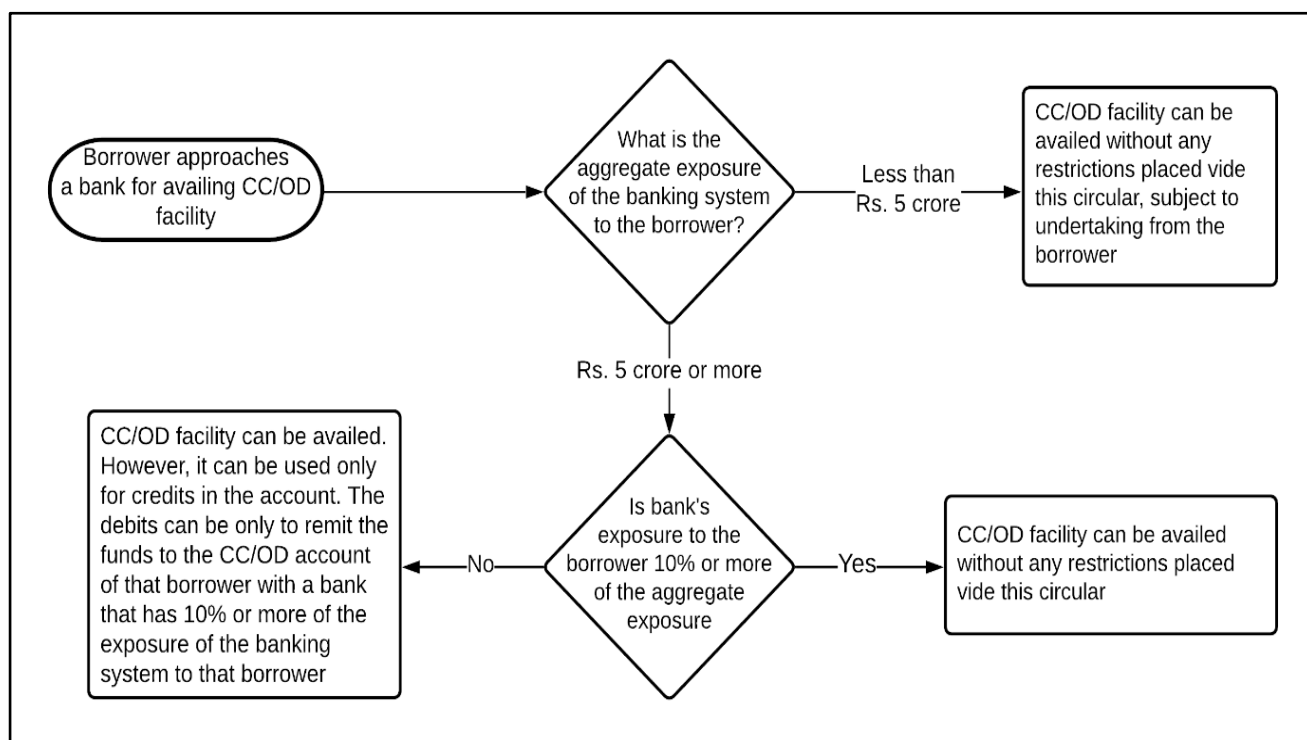 Borrower approaches
a bank for availing CC/OD
facility
What is the
aggregate exposure
of the banking system
to the borrower?
Less than
Rs. 5 crore
CC/OD facility can be
availed without any
restrictions placed vide
this circular, subject to
undertaking from the
borrower
Rs. 5 crore or more
CC/OD facility can be availed.
However, it can be used only
for credits in the account. The
debits can be only to remit the
funds to the CC/OD account
of that borrower with a bank
that has 10% or more of the
exposure of the banking
system to that borrower
No
Is bank's
exposure to the
borrower 10% or more
of the aggregate
exposure
Yes
CC/OD facility can be availed
without any restrictions placed
vide this circular